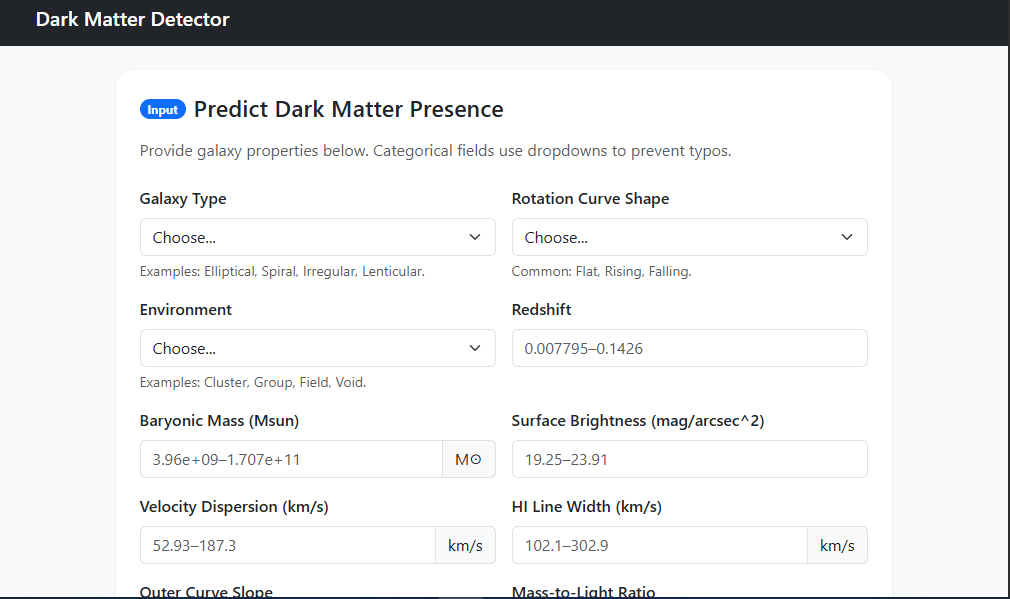 Dark Matter Detector
Input Predict Dark Matter Presence
Provide galaxy properties below. Categorical fields use dropdowns to prevent typos.
Galaxy Type
Rotation Curve Shape
Choose...
Choose...
Examples: Elliptical, Spiral, Irregular, Lenticular.
Common: Flat, Rising, Falling.
Environment
Redshift
Choose...
0.007795–0.1426
Examples: Cluster, Group, Field, Void.
Baryonic Mass (Msun)
Surface Brightness (mag/arcsec^2)
3.96e+09–1.707e+11
M⊙
19.25–23.91
Velocity Dispersion (km/s)
HI Line Width (km/s)
52.93–187.3
km/s
102.1–302.9
km/s
Outer Curve Slope
Mass-to-Light Ratio